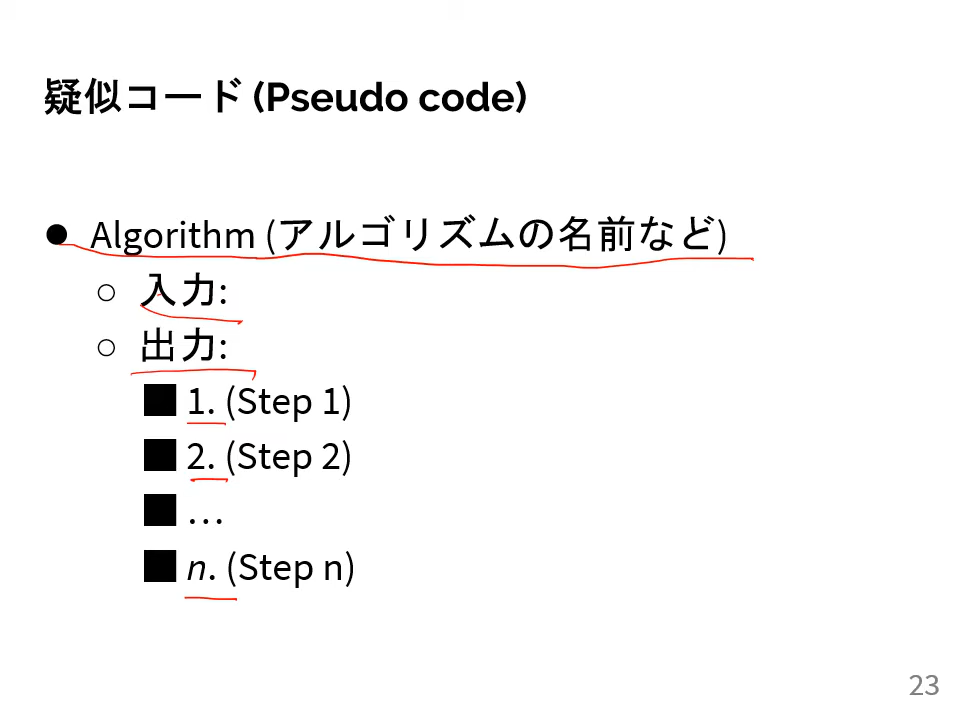 疑似コード (Pseudo code)
● Algorithm (アルゴリズムの名前など)
○ 入力:
○ 出力:
■ 1. (Step 1)
■ 2. (Step 2)
■ …
■ n. (Step n)
23